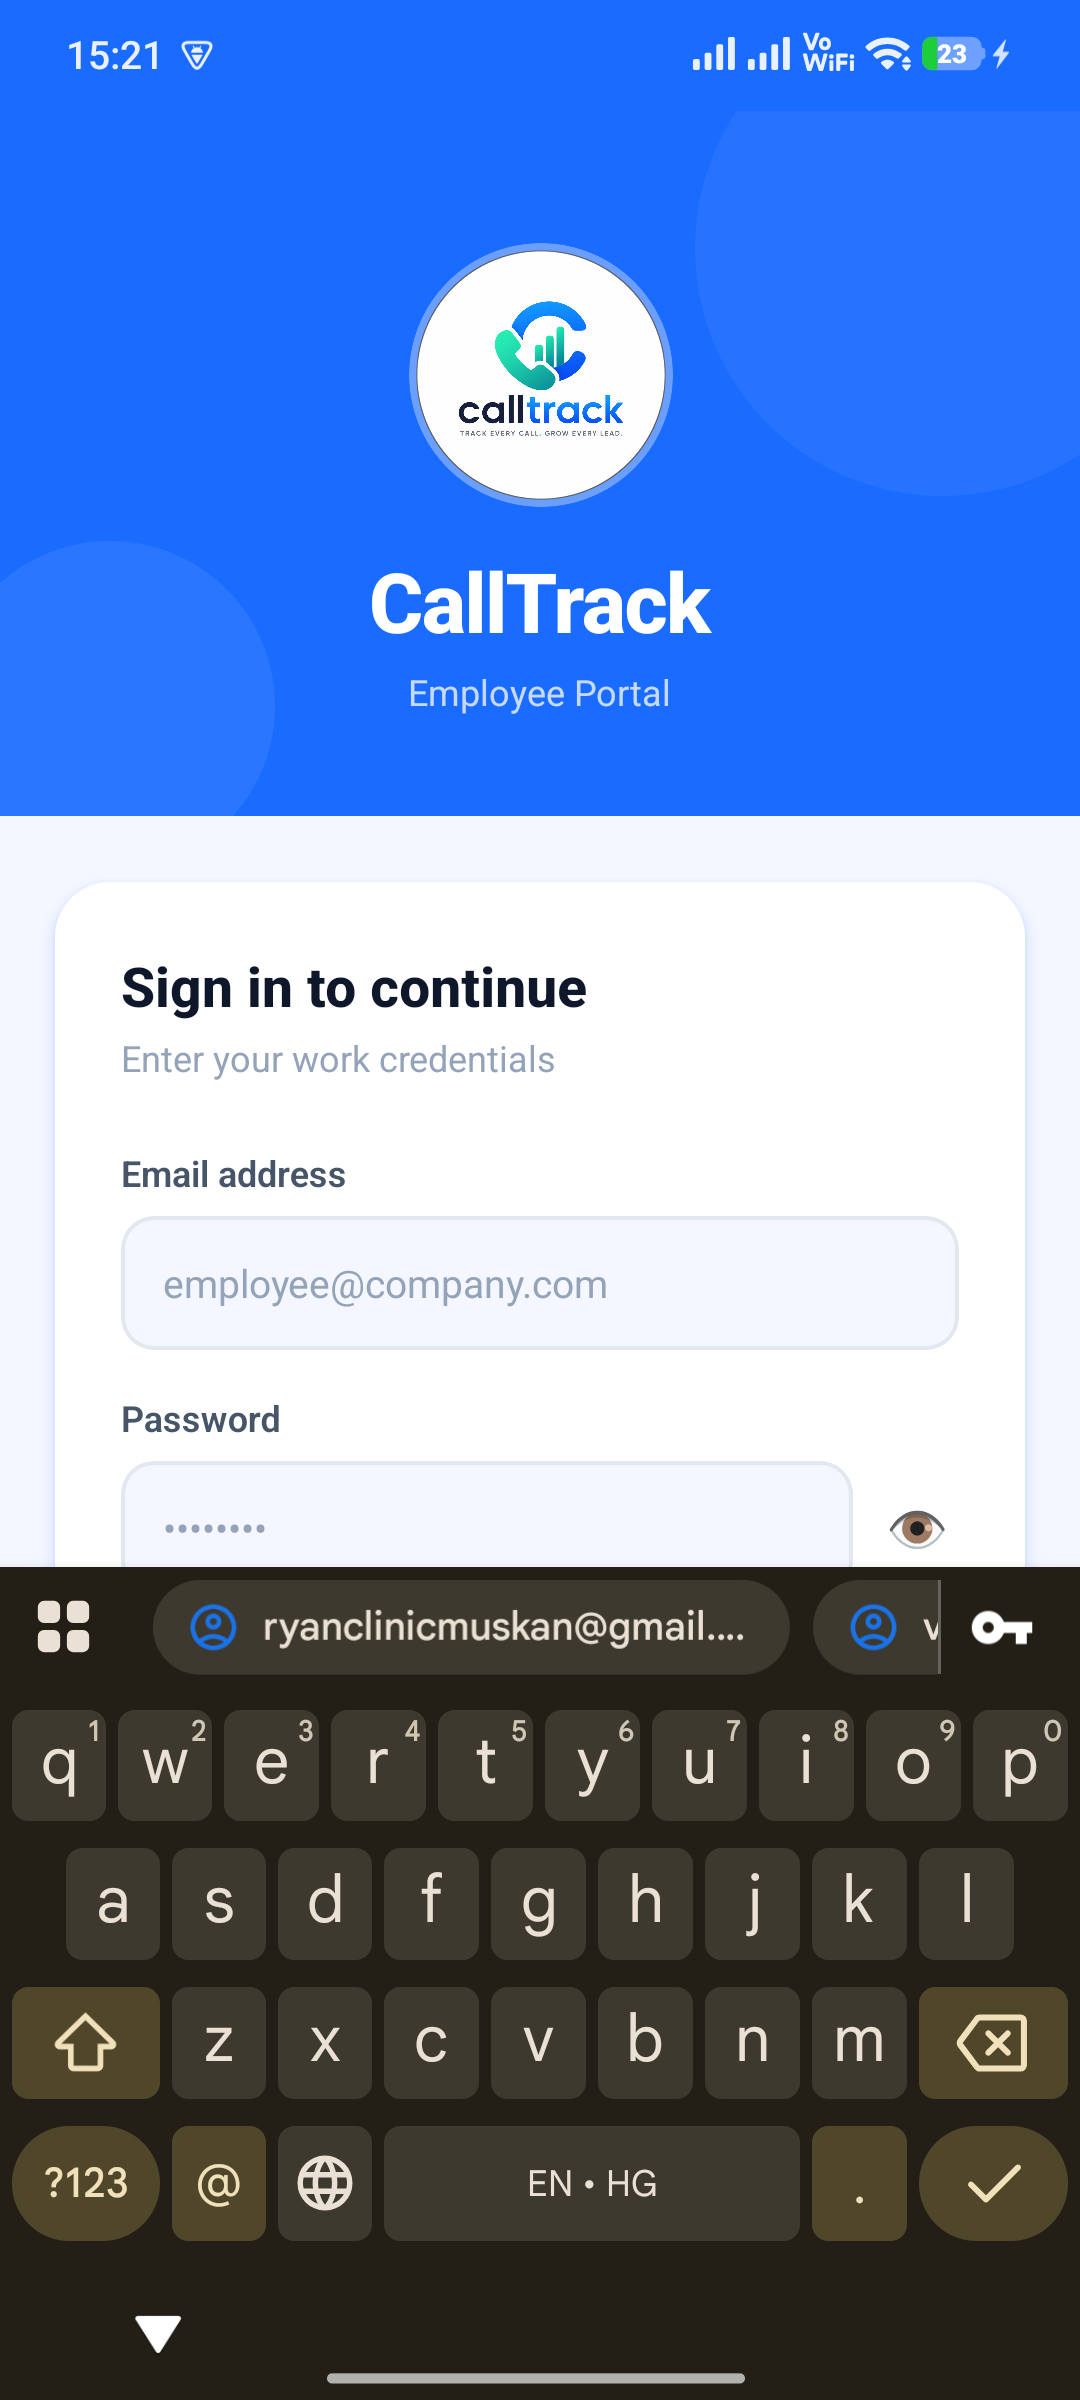 15:21
Vo
WiFi
23
calltrack
TRACK EVERY CALL. GROW EVERY LEAD.
CallTrack
Employee Portal
Sign in to continue
Enter your work credentials
Email address
employee@company.com
Password
••••••••
ryanclinicmuskan@gmail....
v
q 1 w 2 e 3 r 4 t 5 y 6 u 7 i 8 o 9 p 0
a s d f g h j k l
z x c v b n m
?123 @ EN • HG .